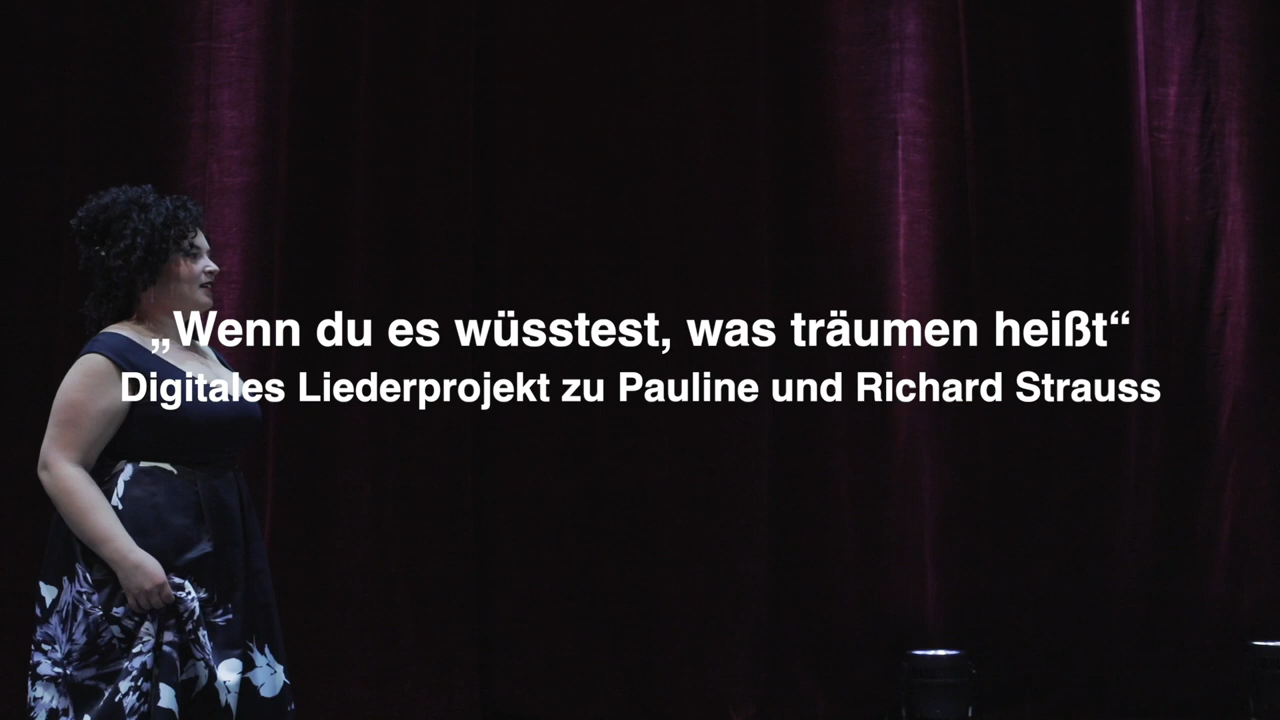 „Wenn du es wüsstest, was träumen heißt“
Digitales Liederprojekt zu Pauline und Richard Strauss